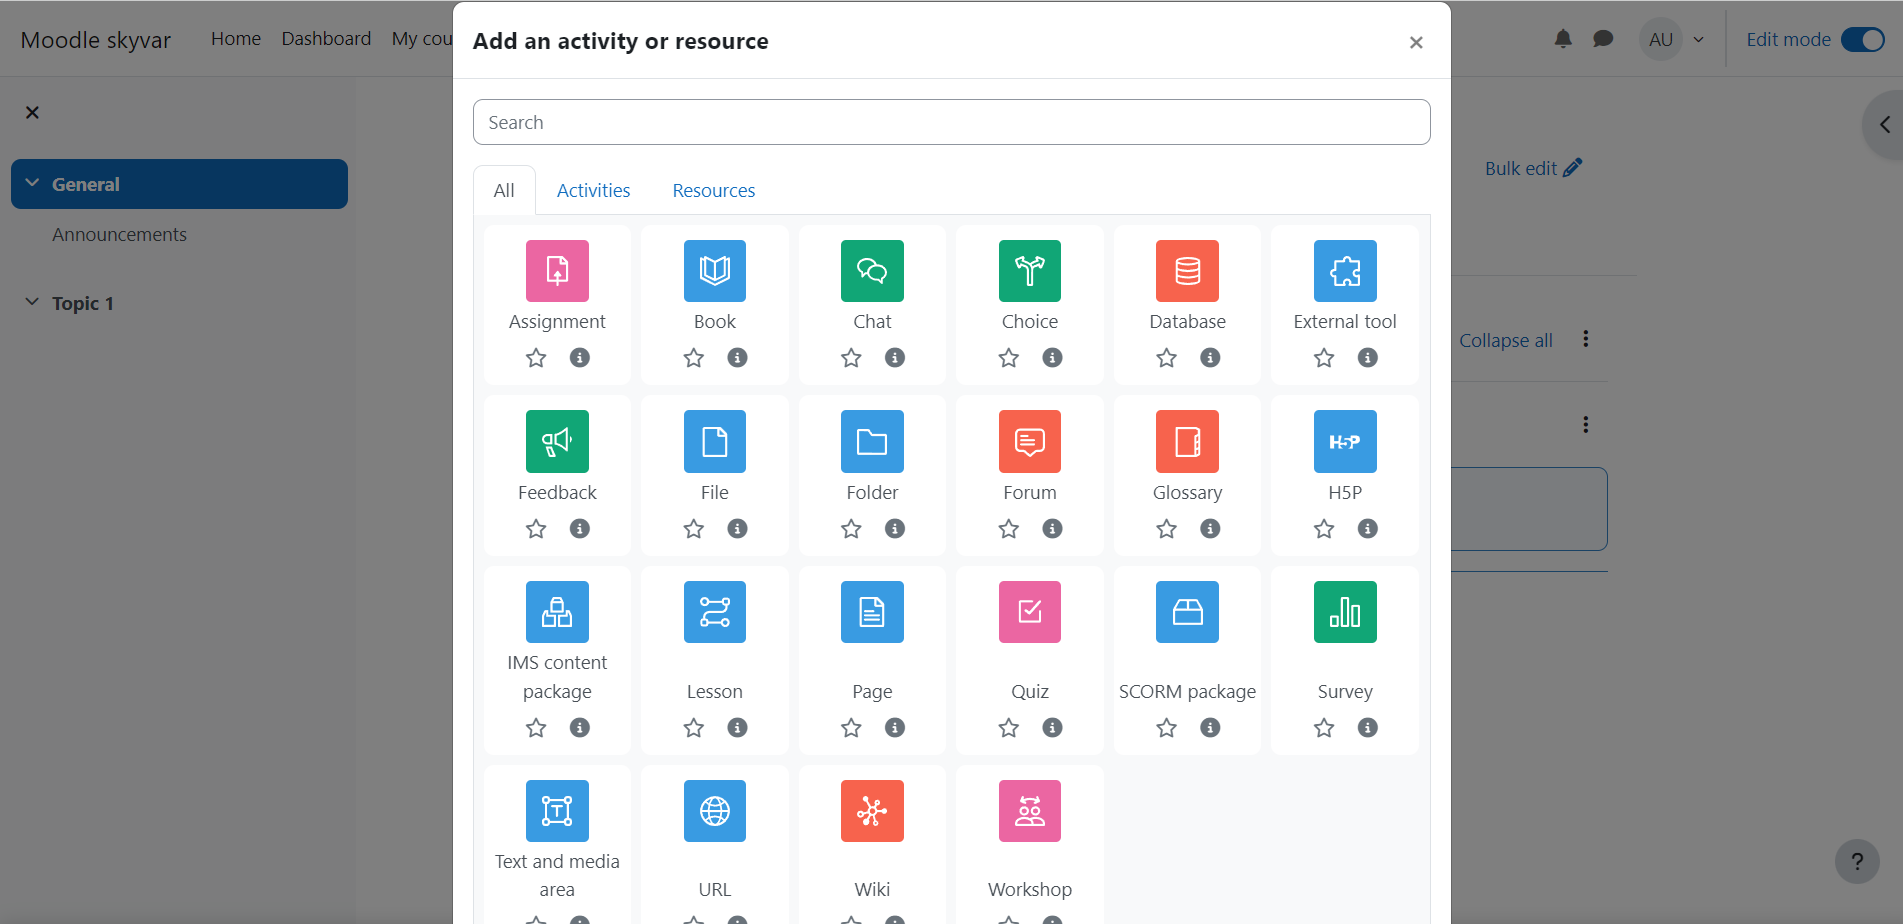 Moodle skyvar
Home Dashboard My cou
AU
Edit mode
Add an activity or resource
×
Search
General
Announcements
Topic 1
All Activities Resources
Bulk edit
Collapse all
Assignment Book Chat Choice Database External tool
Feedback File Folder Forum Glossary H5P
H5P
IMS content
package Lesson Page Quiz SCORM package Survey
Text and media
area URL Wiki Workshop
?